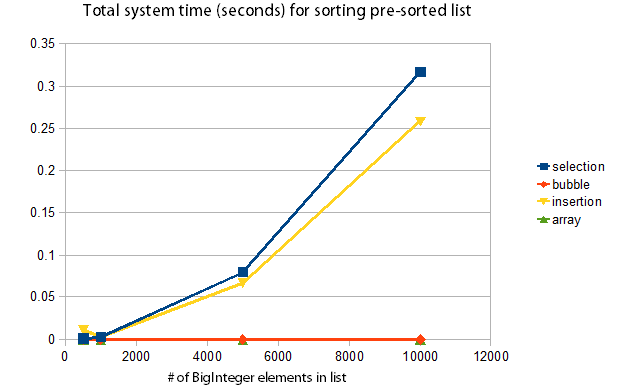 Total system time (seconds) for sorting pre-sorted list
0.35
0.3
0.25
0.2
0.15
0.1
0.05
0
0 2000 4000 6000 8000 10000 12000
# of BigInteger elements in list
selection
bubble
insertion
array